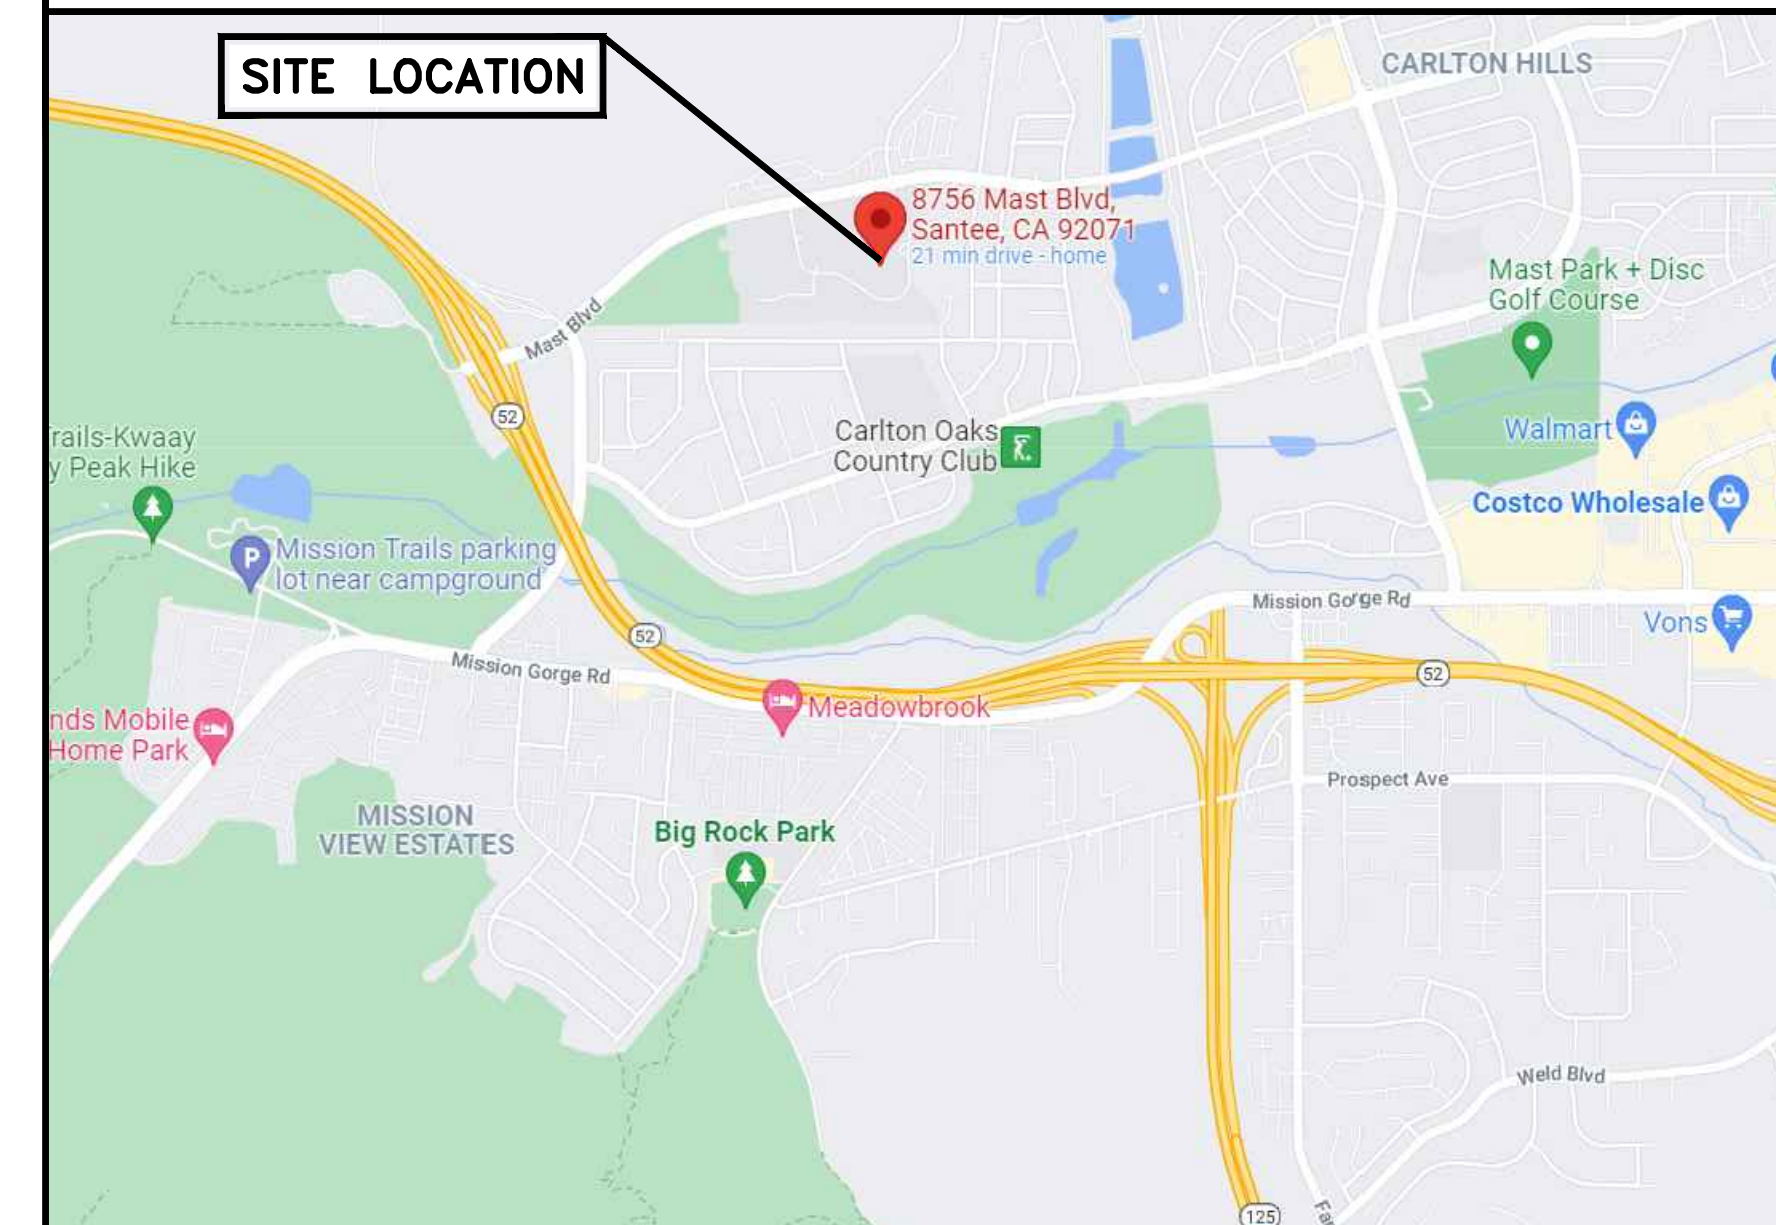 SITE LOCATION
CARLTON HILLS
8756 Mast Blvd,
Santee, CA 92071
21 min drive - home
Mast Blvd
Mast Park + Disc
Golf Course
52
Carlton Oaks
Country Club
Walmart
rails-Kwaay
y Peak Hike
Costco Wholesale
P
Mission Trails parking
lot near campground
Mission Gorge Rd
Vons
52
Mission Gorge Rd
52
Meadowbrook
nds Mobile
Home Park
Prospect Ave
MISSION
VIEW ESTATES
Big Rock Park
Weld Blvd
125